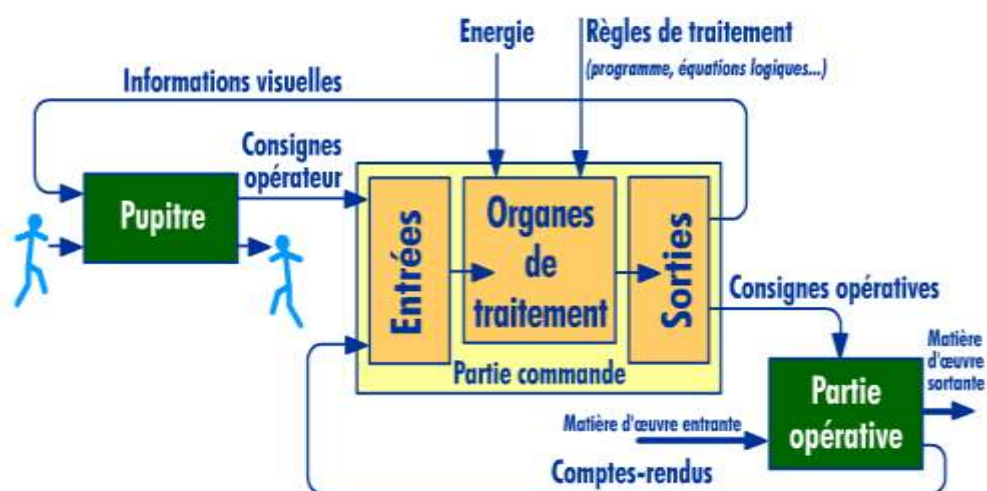 Energie
Règles de traitement
(programme, équations logiques...)
Informations visuelles
Consignes
opérateur
Pupitre
Entrées
Organes
de
traitement
Sorties
Partie commande
Consignes opératives
Matière
d'œuvre
sortante
Partie
opérative
Matière d'œuvre entrante
Comptes-rendus